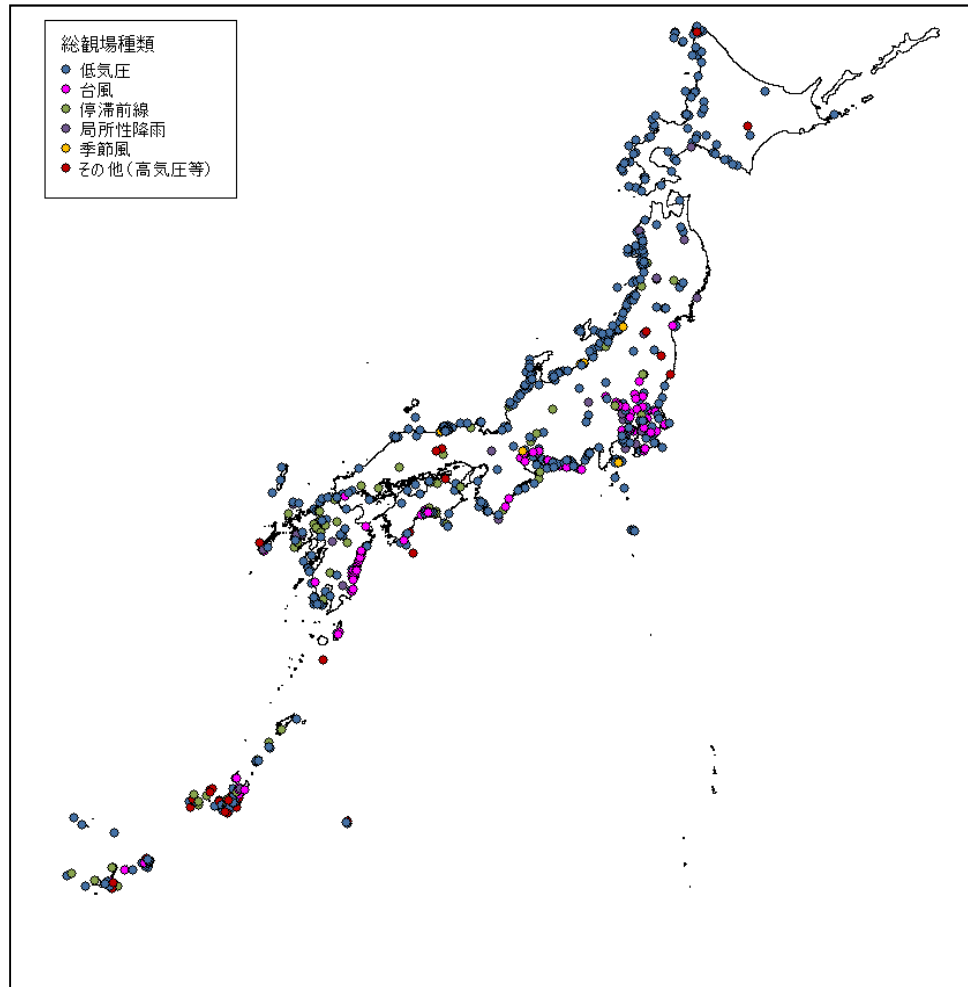 総観場種類
低気圧
台風
停滞前線
局所性降雨
季節風
その他(高気圧等)